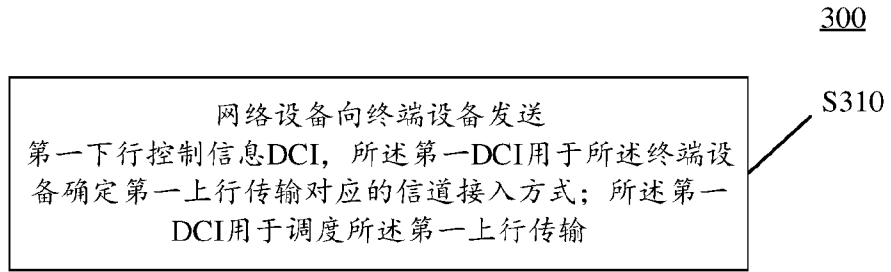 300
S310
网络设备向终端设备发送
第一下行控制信息DCI，所述第一DCI用于所述终端设
备确定第一上行传输对应的信道接入方式；所述第一
DCI用于调度所述第一上行传输